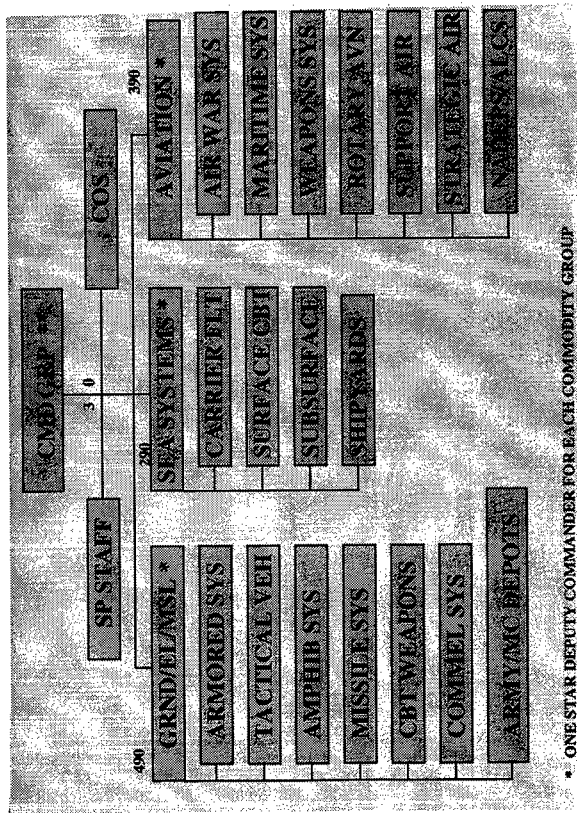 CMD GRP **
SP STAFF
3 0
COS
490
GRND/EL/MSL *
ARMORED SYS
TACTICAL VEH
AMPHIB SYS
MISSILE SYS
CBT WEAPONS
COMMEL SYS
ARMY/MC DEPOTS
290
SEA SYSTEMS *
CARRIER FLT
SURFACE CBT
SUBSURFACE
SHIPYARDS
390
AVIATION *
AIR WAR SYS
MARITIME SYS
WEAPONS SYS
ROTARY AVN
SUPPORT AIR
STRATEGIC AIR
NADEPS/ALCS
* ONE STAR DEPUTY COMMANDER FOR EACH COMMODITY GROUP